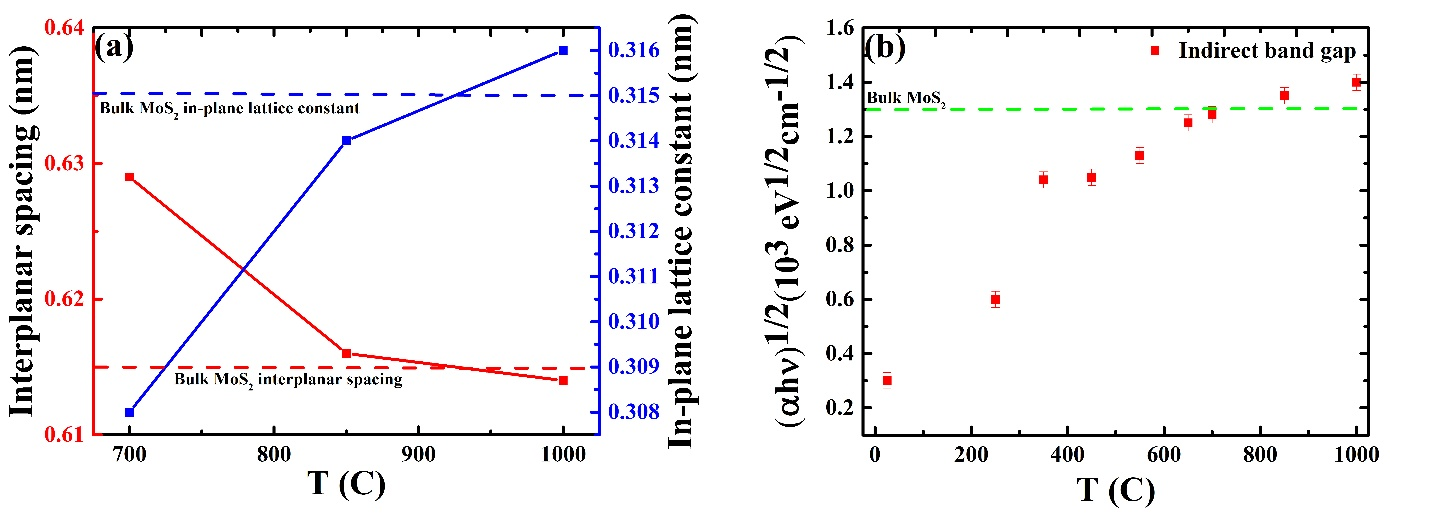 (a)
Interplanar spacing (nm)
0.64
0.63
0.62
0.61
Bulk MoS₂ in-plane lattice constant
Bulk MoS₂ interplanar spacing
700 800 900 1000
T (C)
0.316
0.315
0.314
0.313
0.312
0.311
0.310
0.309
0.308
In-plane lattice constant (nm)
(b)
Indirect band gap
Bulk MoS₂
(αhν)^1/2(10^3 eV^1/2cm^-1/2)
1.6
1.4
1.2
1.0
0.8
0.6
0.4
0.2
0 200 400 600 800 1000
T (C)